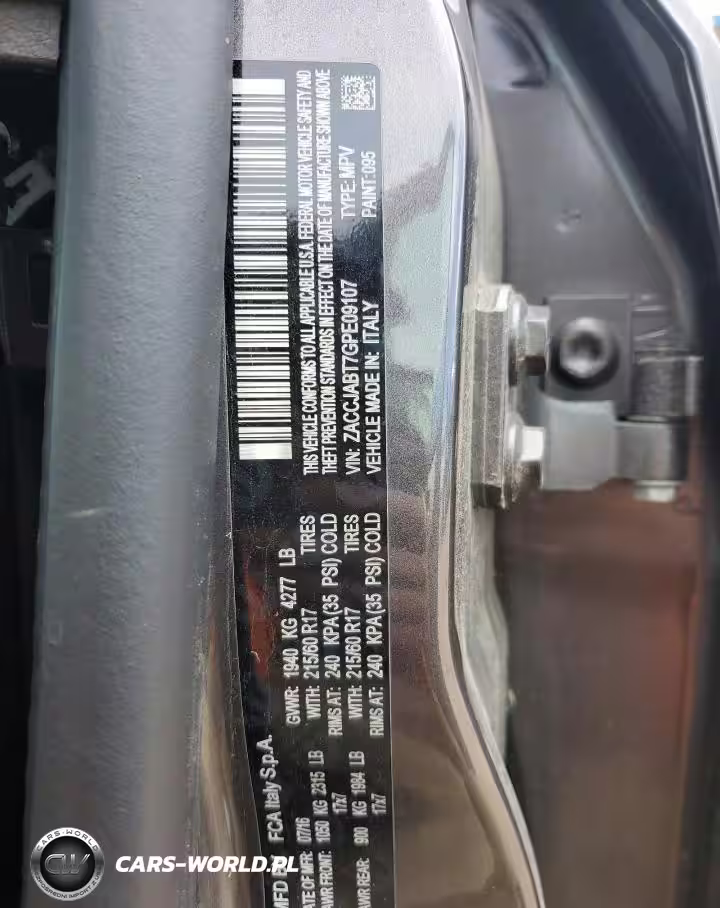 MFD B
FCA Italy S.p.A.
DATE OF MFR: 07/16
GWWR: 1940 KG 4277 LB
GAWR FRONT: 1050 KG 2315 LB
WITH: 215/60 R17 TIRES
17x7
RIMS AT: 240 KPA (35 PSI) COLD
GAWR REAR: 900 KG 1984 LB
WITH: 215/60 R17 TIRES
17x7
RIMS AT: 240 KPA (35 PSI) COLD
THIS VEHICLE CONFORMS TO ALL APPLICABLE U.S.A. FEDERAL MOTOR VEHICLE SAFETY AND
THEFT PREVENTION STANDARDS IN EFFECT ON THE DATE OF MANUFACTURE SHOWN ABOVE
VIN: ZACCJABT7GPE09107 TYPE: MPV
VEHICLE MADE IN: ITALY PAINT:095
CW
CARS-WORLD.PL